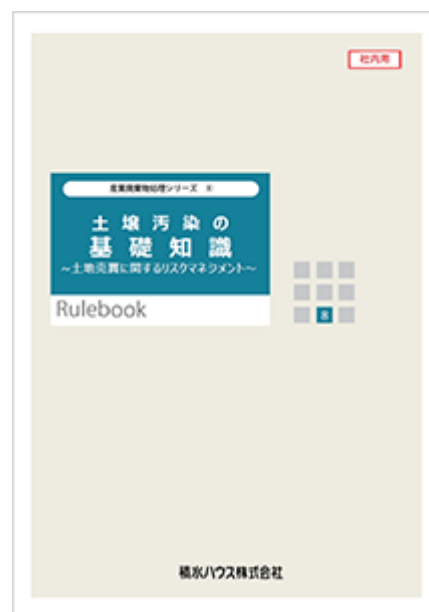 社内用
産業廃棄物処理シリーズ 8
土壌汚染の
基礎知識
～土地売買に関するリスクマネジメント～
Rulebook
8
積水ハウス株式会社